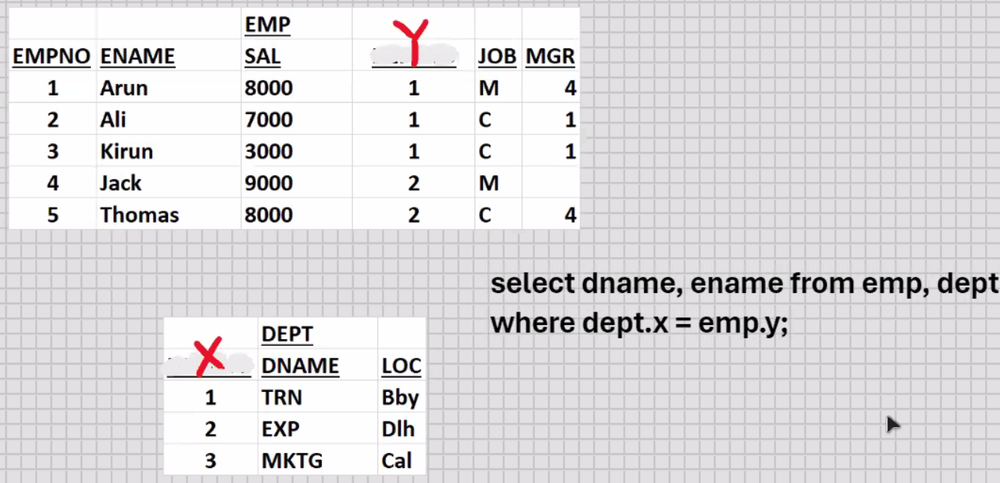 EMP
EMPNO ENAME SAL Y JOB MGR
1 Arun 8000 1 M 4
2 Ali 7000 1 C 1
3 Kirun 3000 1 C 1
4 Jack 9000 2 M
5 Thomas 8000 2 C 4
select dname, ename from emp, dept
where dept.x = emp.y;
DEPT
X DNAME LOC
1 TRN Bby
2 EXP Dlh
3 MKTG Cal